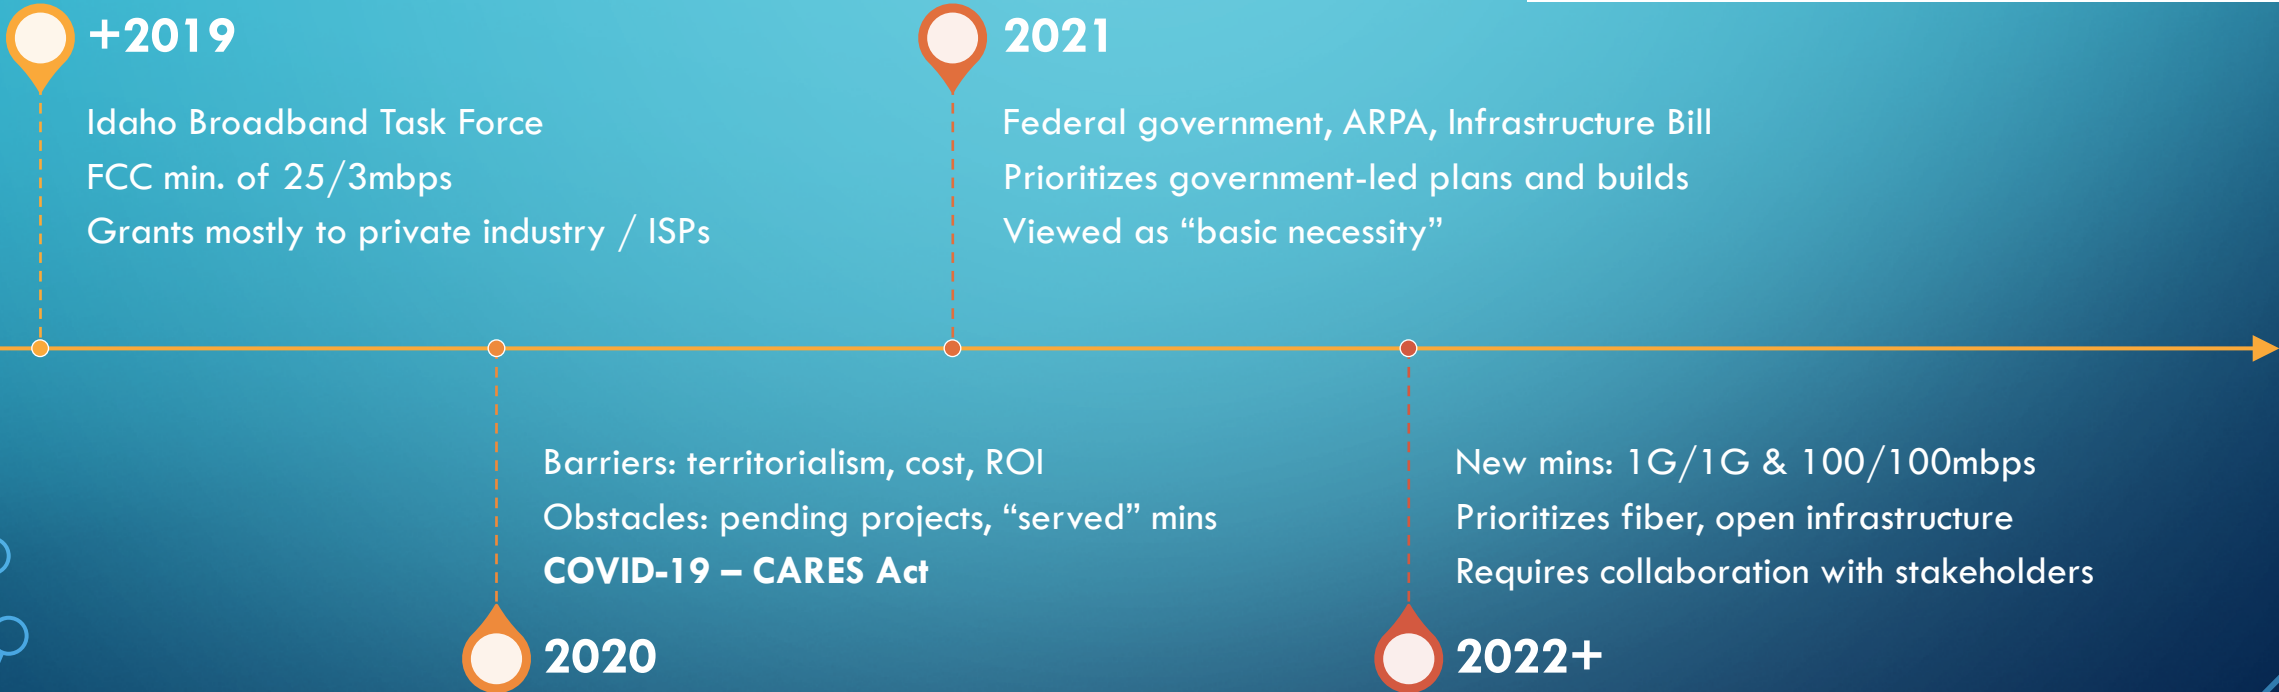 +2019
Idaho Broadband Task Force
FCC min. of 25/3mbps
Grants mostly to private industry / ISPs
Barriers: territorialism, cost, ROI
Obstacles: pending projects, “served” mins
COVID-19 – CARES Act
2020
2021
Federal government, ARPA, Infrastructure Bill
Prioritizes government-led plans and builds
Viewed as “basic necessity”
New mins: 1G/1G & 100/100mbps
Prioritizes fiber, open infrastructure
Requires collaboration with stakeholders
2022+